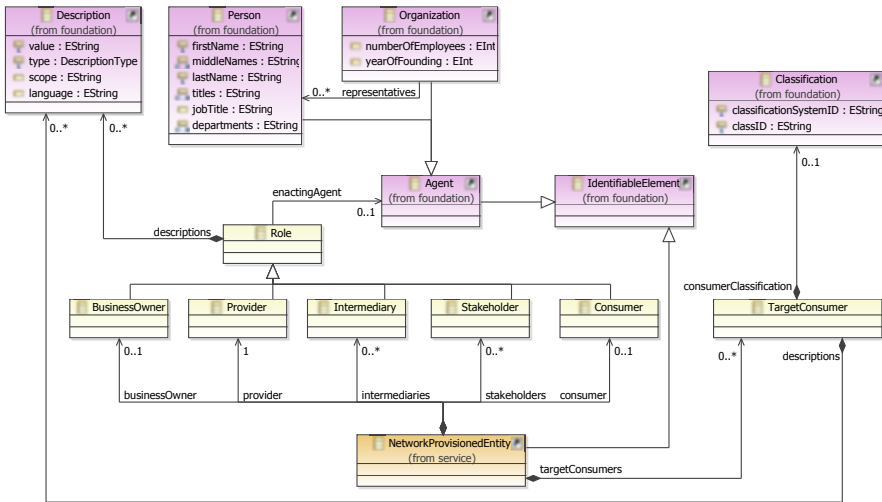 Description
(from foundation)
value : EString
type : DescriptionType
scope : EString
language : EString
Person
(from foundation)
firstName : EString
middleNames : EString
lastName : EString
titles : EString
jobTitle : EString
departments : EString
Organization
(from foundation)
numberOfEmployees : EInt
yearOfFounding : EInt
Classification
(from foundation)
classificationSystemID : EString
classID : EString
0..*
0..*
0..*
representatives
0..1
Agent
(from foundation)
IdentifiableElement
(from foundation)
enactingAgent
0..1
descriptions
Role
consumerClassification
BusinessOwner
Provider
Intermediary
Stakeholder
Consumer
TargetConsumer
0..1
1
0..*
0..*
0..1
0..*
descriptions
businessOwner
provider
intermediaries
stakeholders
consumer
NetworkProvisionedEntity
(from service)
targetConsumers